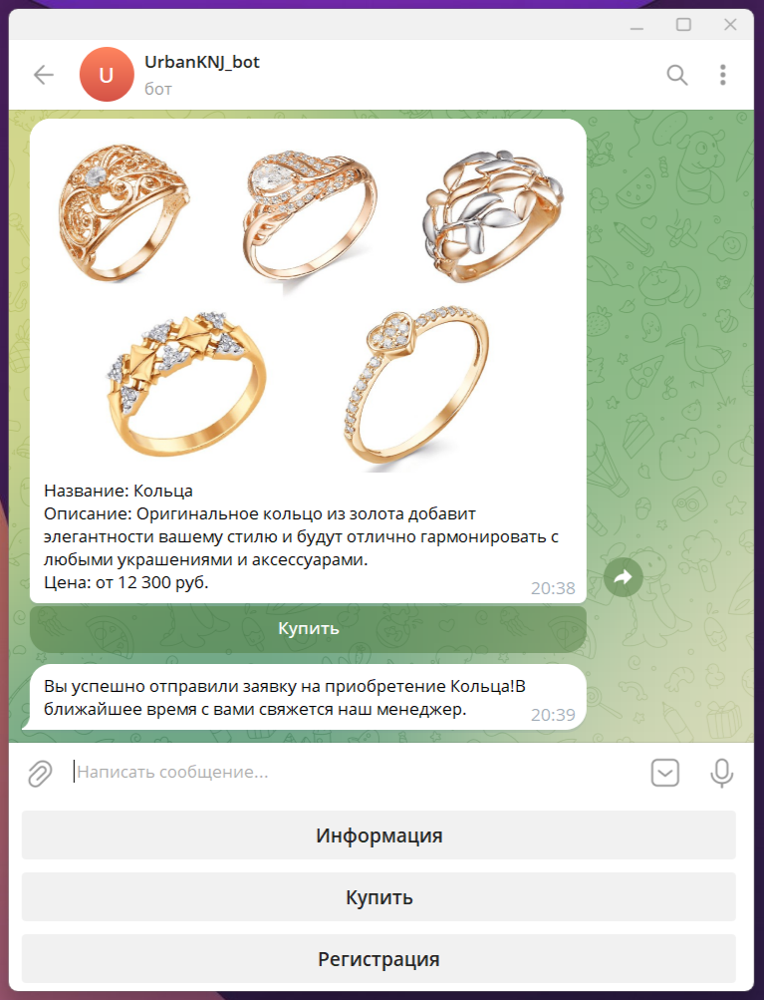 UrbanKNJ_bot
U
бот
Название: Кольца
Описание: Оригинальное кольцо из золота добавит
элегантности вашему стилю и будут отлично гармонировать с
любыми украшениями и аксессуарами.
Цена: от 12 300 руб.
20:38
Купить
Вы успешно отправили заявку на приобретение Кольца!В
ближайшее время с вами свяжется наш менеджер.
20:39
Написать сообщение...
Информация
Купить
Регистрация